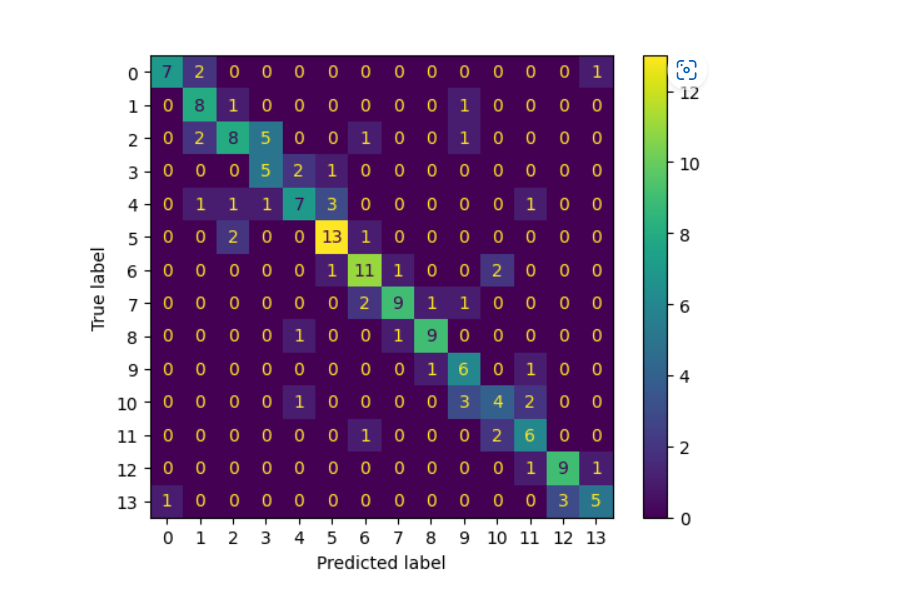 0 7 2 0 0 0 0 0 0 0 0 0 0 0 1
1 0 8 1 0 0 0 0 0 0 1 0 0 0 0 12
2 0 2 8 5 0 0 1 0 0 1 0 0 0 0
3 0 0 0 5 2 1 0 0 0 0 0 0 0 0 10
4 0 1 1 1 7 3 0 0 0 0 0 1 0 0
5 0 0 2 0 0 13 1 0 0 0 0 0 0 0 8
6 0 0 0 0 0 1 11 1 0 0 2 0 0 0
7 0 0 0 0 0 0 2 9 1 1 0 0 0 0 6
8 0 0 0 0 1 0 0 1 9 0 0 0 0 0
9 0 0 0 0 0 0 0 0 1 6 0 1 0 0 4
10 0 0 0 0 1 0 0 0 0 3 4 2 0 0
11 0 0 0 0 0 0 1 0 0 0 2 6 0 0 2
12 0 0 0 0 0 0 0 0 0 0 0 1 9 1
13 1 0 0 0 0 0 0 0 0 0 0 0 3 5 0
0 1 2 3 4 5 6 7 8 9 10 11 12 13
True label
Predicted label